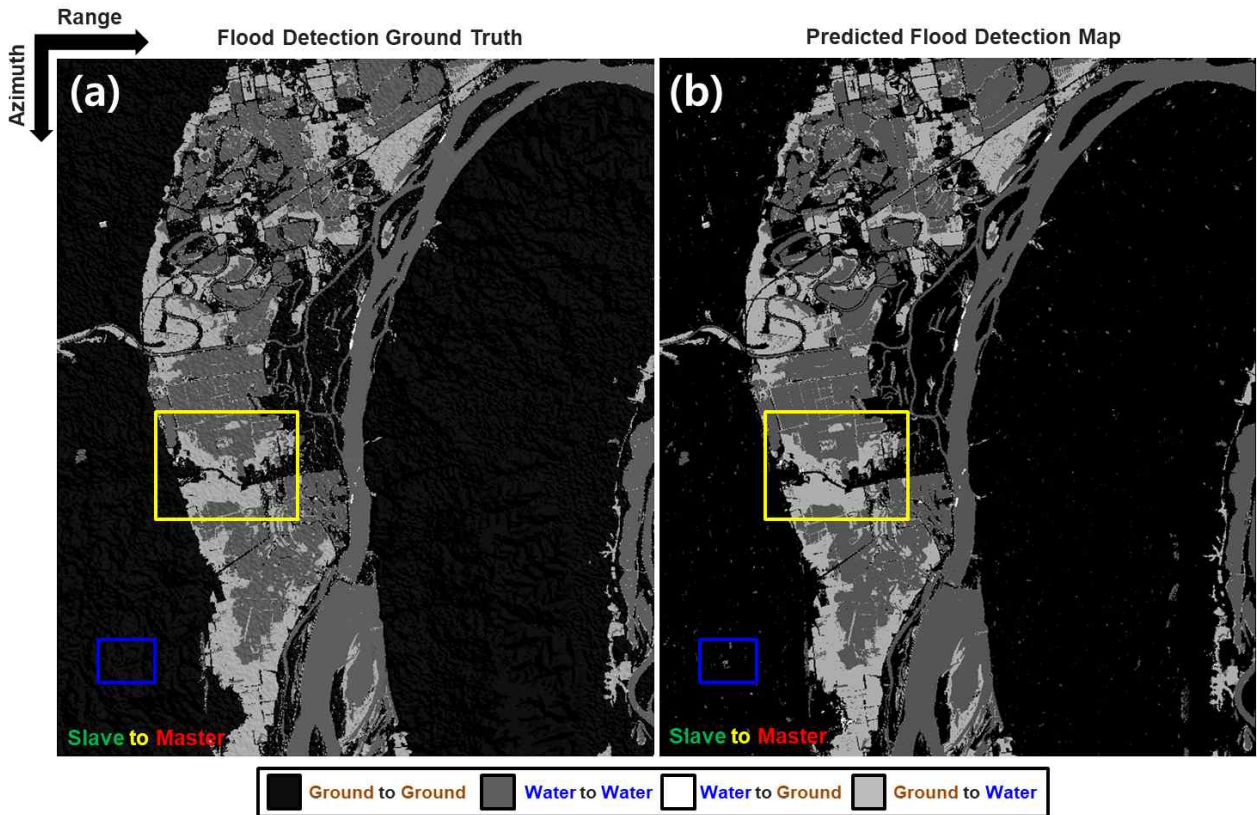 Range
Azimuth
Flood Detection Ground Truth
Predicted Flood Detection Map
(a)
(b)
Slave to Master
Slave to Master
Ground to Ground
Water to Water
Water to Ground
Ground to Water